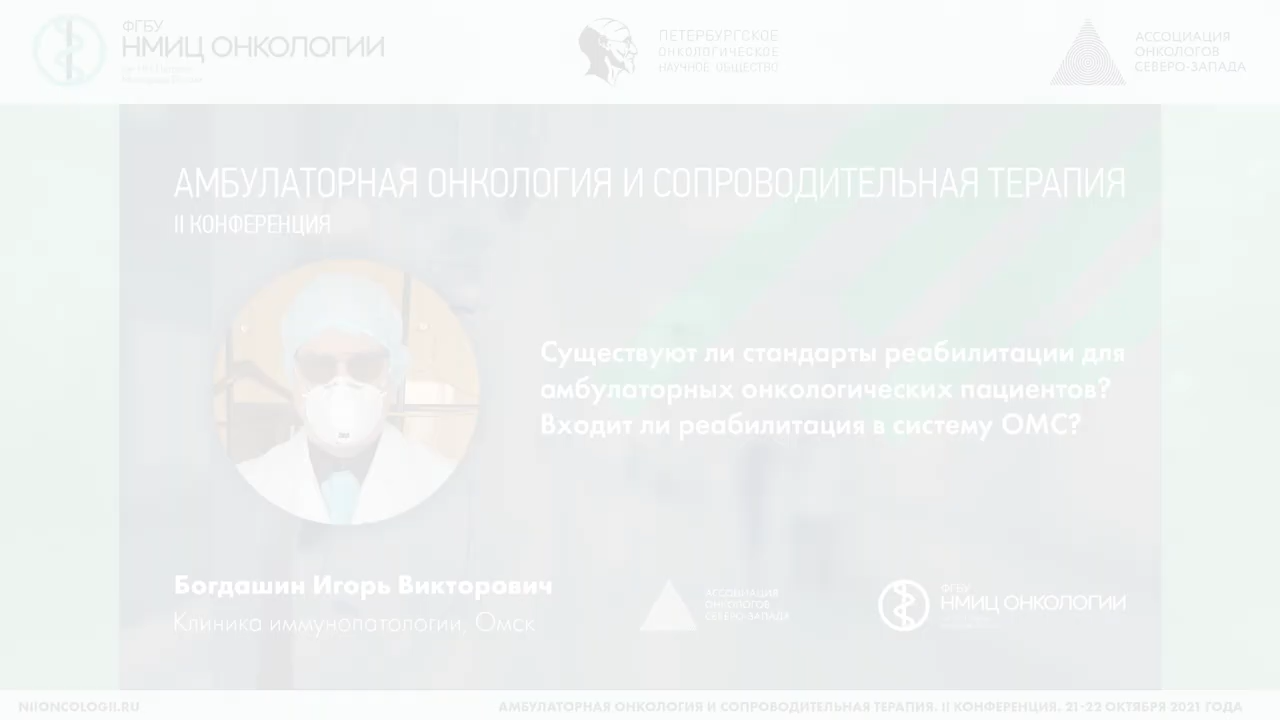 ФГБУ
НМИЦ ОНКОЛОГИИ
ПЕТЕРБУРГСКОЕ
ОНКОЛОГИЧЕСКОЕ
НАУЧНОЕ ОБЩЕСТВО
АССОЦИАЦИЯ
ОНКОЛОГОВ
СЕВЕРО-ЗАПАДА
АМБУЛАТОРНАЯ ОНКОЛОГИЯ И СОПРОВОДИТЕЛЬНАЯ ТЕРАПИЯ
II КОНФЕРЕНЦИЯ
Существуют ли стандарты реабилитации для
амбулаторных онкологических пациентов?
Входит ли реабилитация в систему ОМС?
Богдашин Игорь Викторович
Клиника иммунопатологии, Омск
АССОЦИАЦИЯ
ОНКОЛОГОВ
СЕВЕРО-ЗАПАДА
ФГБУ
НМИЦ ОНКОЛОГИИ
NIIONCOLOGII.RU
АМБУЛАТОРНАЯ ОНКОЛОГИЯ И СОПРОВОДИТЕЛЬНАЯ ТЕРАПИЯ. II КОНФЕРЕНЦИЯ. 21-22 ОКТЯБРЯ 2021 ГОДА